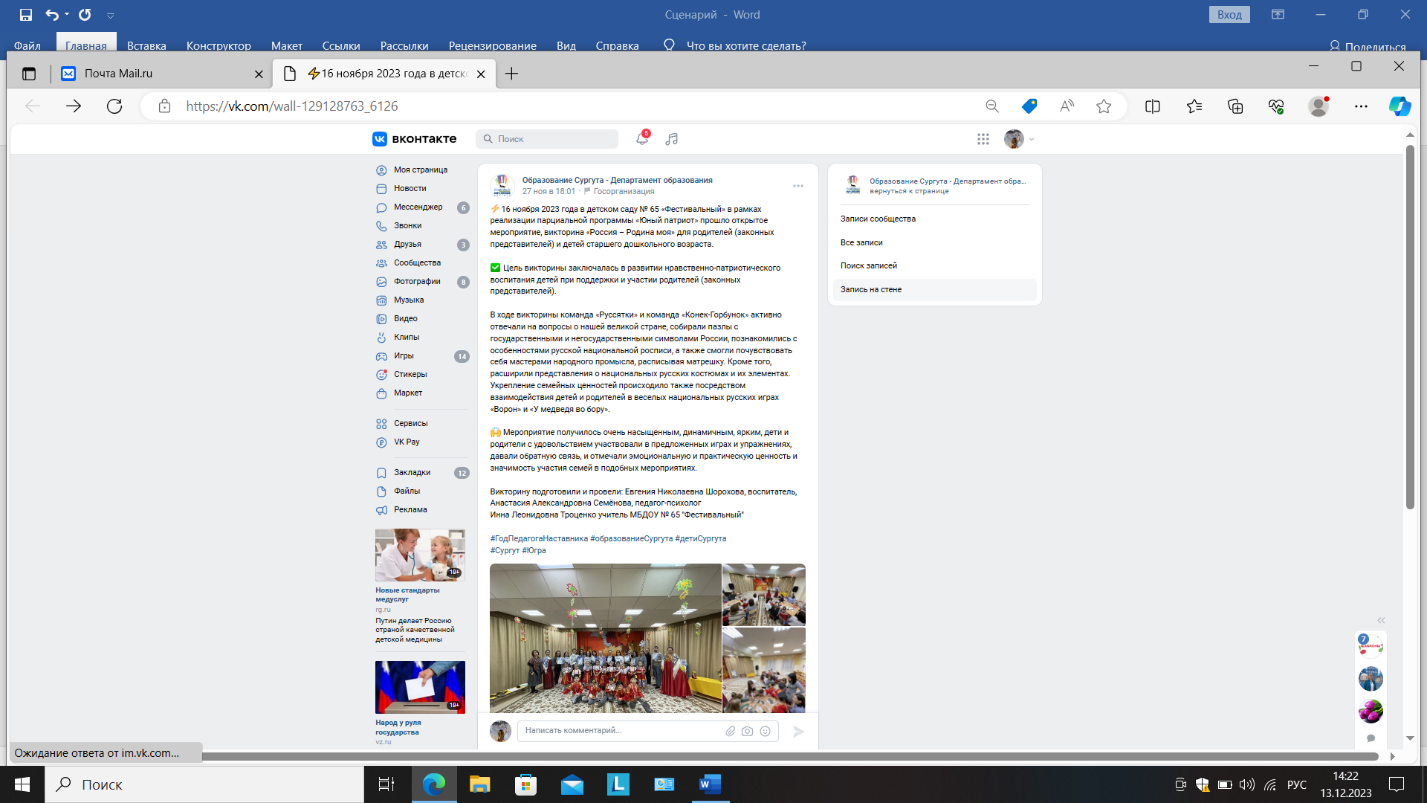 Сценарий - Word
Вход
Файл Главная Вставка Конструктор Макет Ссылки Рассылки Рецензирование Вид Справка Что вы хотите сделать? Поделиться
Почта Mail.ru
16 ноября 2023 года в детск
https://vk.com/wall-129128763_6126
вконтакте
Поиск
Моя страница
Новости
Мессенджер 6
Звонки
Друзья 3
Сообщества
Фотографии 8
Музыка
Видео
Клипы
Игры 14
Стикеры
Маркет
Сервисы
VK Pay
Закладки 12
Файлы
Реклама
Новые стандарты
медуслуг
rg.ru
Путин делает Россию
страной качественной
детской медицины
Народ у руля
государства
vz.ru
Образование Сургута - Департамент образования
27 ноя в 18:01 · Госорганизация
⚡16 ноября 2023 года в детском саду № 65 «Фестивальный» в рамках
реализации парциальной программы «Юный патриот» прошло открытое
мероприятие, викторина «Россия – Родина моя» для родителей (законных
представителей) и детей старшего дошкольного возраста.
✅ Цель викторины заключалась в развитии нравственно-патриотического
воспитания детей при поддержки и участии родителей (законных
представителей).
В ходе викторины команда «Руссятки» и команда «Конек-Горбунок» активно
отвечали на вопросы о нашей великой стране, собирали пазлы с
государственными и негосударственными символами России, познакомились с
особенностями русской национальной росписи, а также смогли почувствовать
себя мастерами народного промысла, расписывая матрешку. Кроме того,
расширили представления о национальных русских костюмах и их элементах.
Укрепление семейных ценностей происходило также посредством
взаимодействия детей и родителей в веселых национальных русских играх
«Ворон» и «У медведя во бору».
🙌 Мероприятие получилось очень насыщенным, динамичным, ярким, дети и
родители с удовольствием участвовали в предложенных играх и упражнениях,
давали обратную связь, и отмечали эмоциональную и практическую ценность и
значимость участия семей в подобных мероприятиях.
Викторину подготовили и провели: Евгения Николаевна Шорохова, воспитатель,
Анастасия Александровна Семёнова, педагог-психолог
Инна Леонидовна Троценко учитель МБДОУ № 65 "Фестивальный"
#ГодПедагогаНаставника #образованиеСургута #детиСургута
#Сургут #Югра
Написать комментарий...
Образование Сургута - Департамент обра...
вернуться к странице
Записи сообщества
Все записи
Поиск записей
Запись на стене
7
Ожидание ответа от im.vk.com...
Поиск
РУС
14:22
13.12.2023